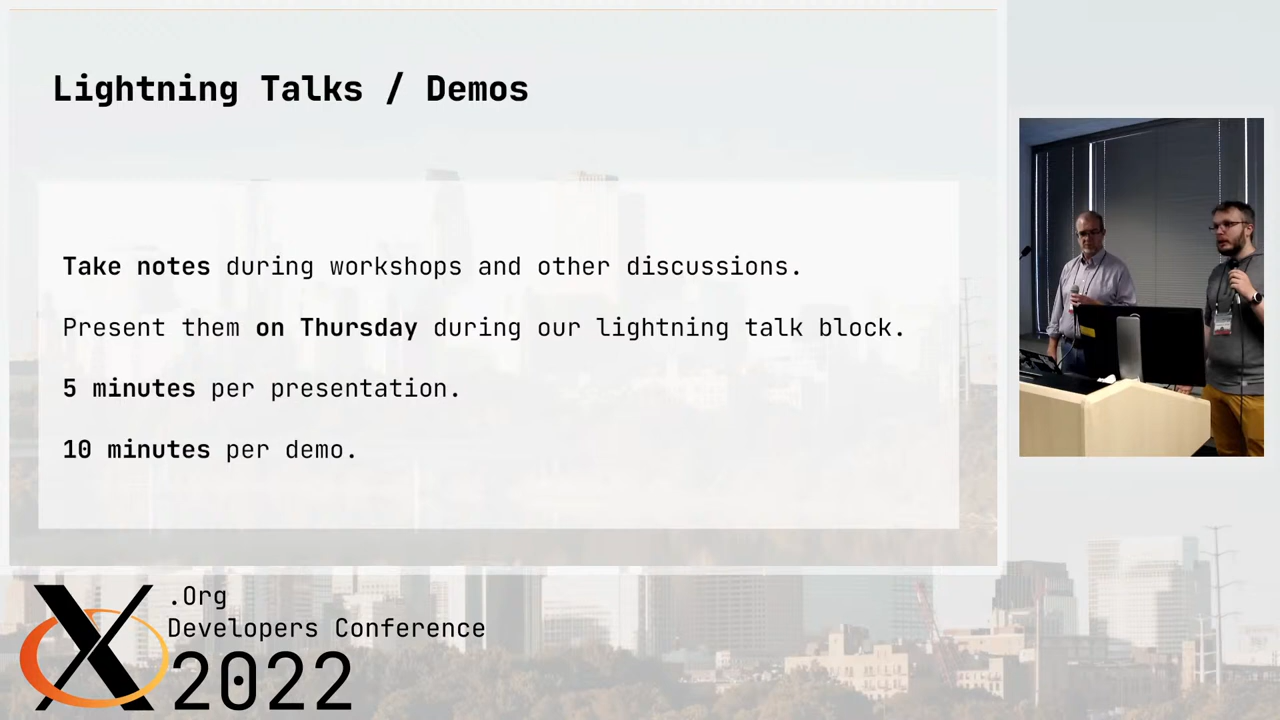 Lightning Talks / Demos
Take notes during workshops and other discussions.
Present them on Thursday during our lightning talk block.
5 minutes per presentation.
10 minutes per demo.
X.Org
Developers Conference
2022